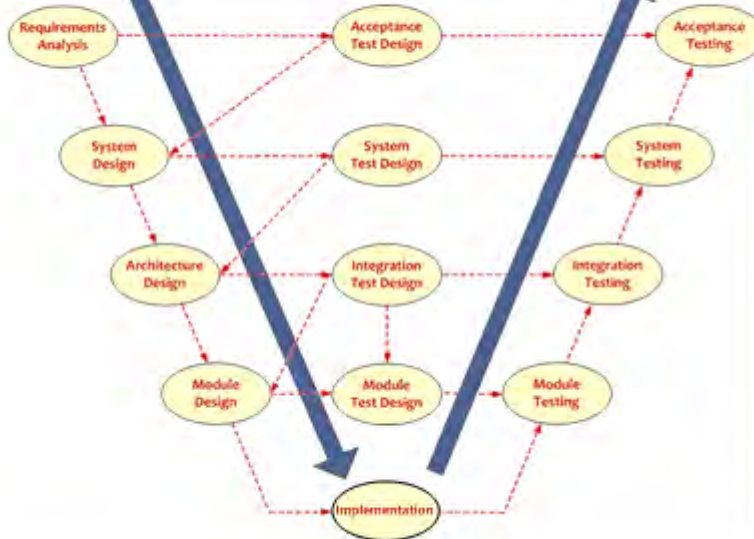 Requirements
Analysis
Acceptance
Test Design
Acceptance
Testing
System
Design
System
Test Design
System
Testing
Architecture
Design
Integration
Test Design
Integration
Testing
Module
Design
Module
Test Design
Module
Testing
Implementation